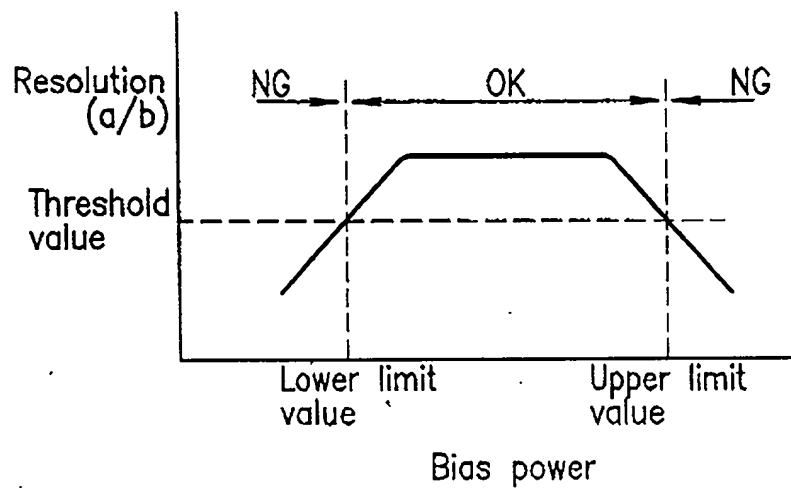 Resolution
(a/b)
NG
OK
NG
Threshold
value
Lower limit
value
Upper limit
value
Bias power